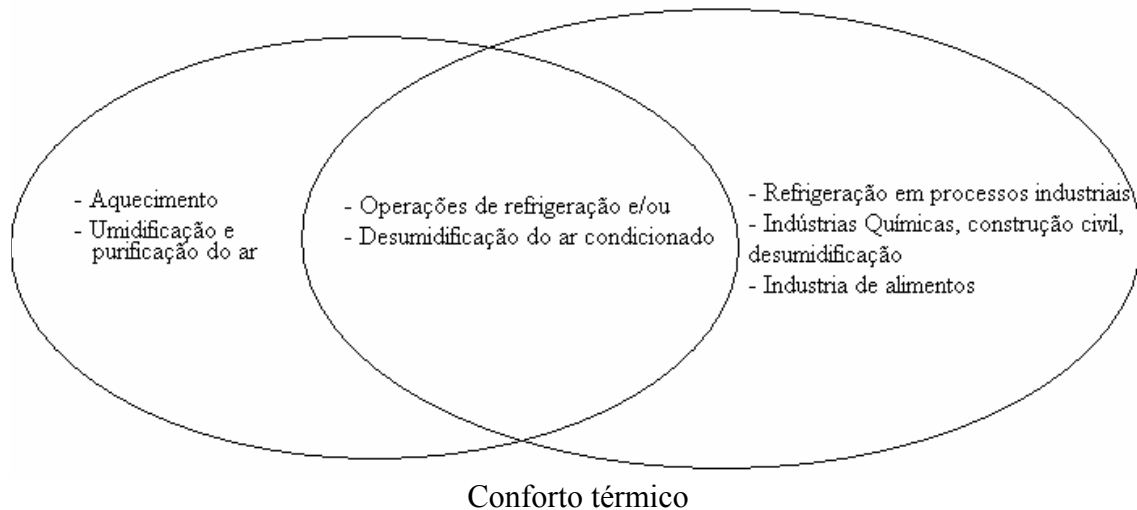 - Aquecimento
- Umidificação e
purificação do ar
- Operações de refrigeração e/ou
- Desumidificação do ar condicionado
- Refrigeração em processos industriais
- Indústrias Químicas, construção civil,
desumidificação
- Industria de alimentos
Conforto térmico